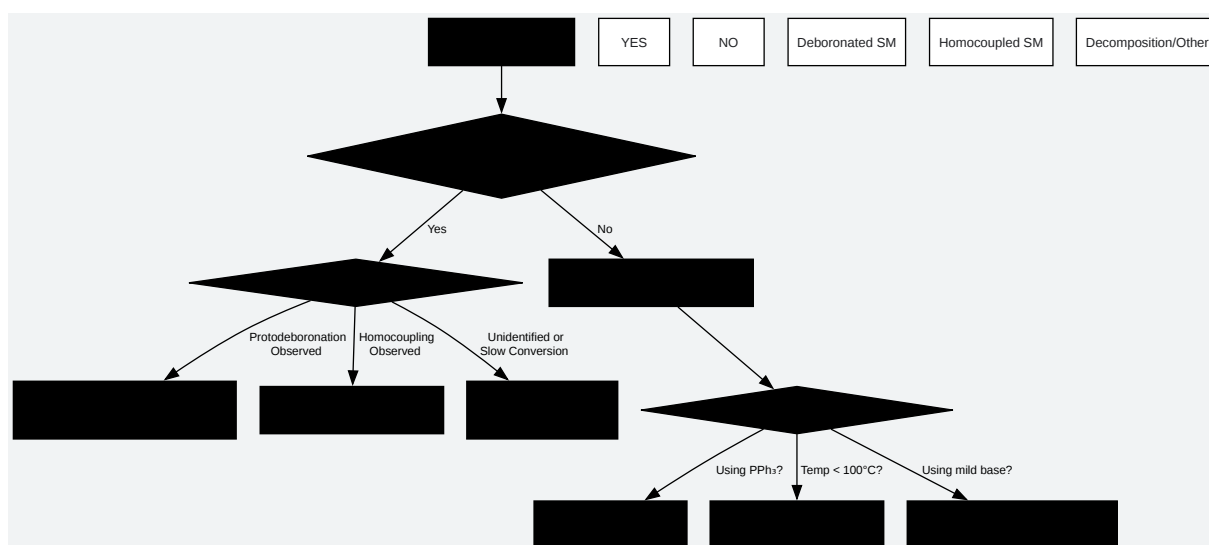 YES
NO
Deboronated SM
Homocoupled SM
Decomposition/Other
Yes
No
Protodeboronation
Observed
Homocoupling
Observed
Unidentified or
Slow Conversion
Using PPh₃?
Temp < 100°C?
Using mild base?